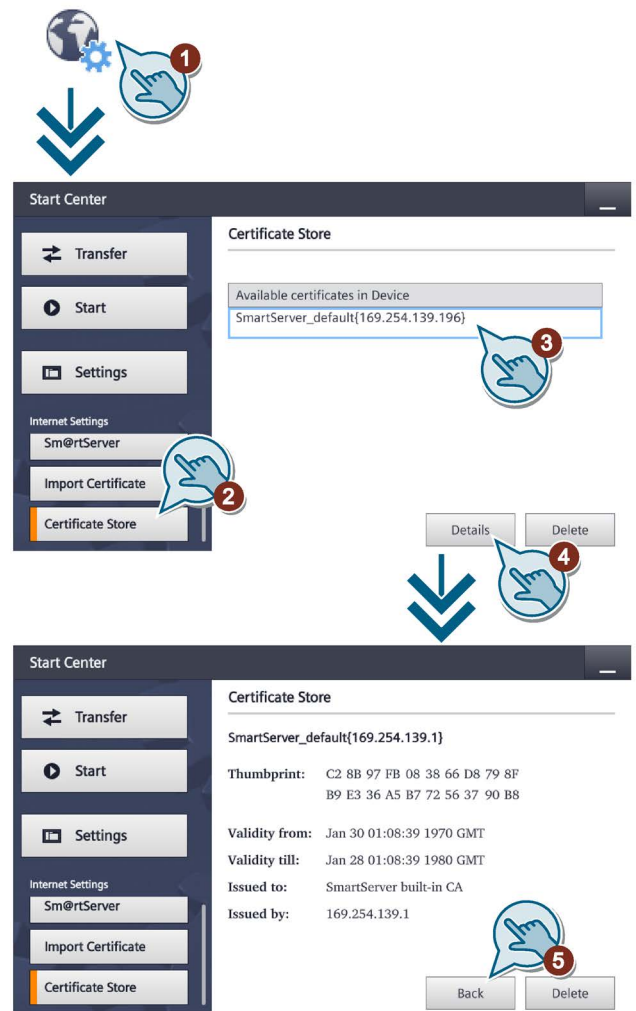 1
Start Center
Transfer
Start
Settings
Internet Settings
Sm@rtServer
Import Certificate
Certificate Store
2
Certificate Store
Available certificates in Device
SmartServer_default{169.254.139.196}
3
Details
Delete
4
Start Center
Transfer
Start
Settings
Internet Settings
Sm@rtServer
Import Certificate
Certificate Store
Certificate Store
SmartServer_default{169.254.139.1}
Thumbprint: C2 8B 97 FB 08 38 66 D8 79 8F
B9 E3 36 A5 B7 72 56 37 90 B8
Validity from: Jan 30 01:08:39 1970 GMT
Validity till: Jan 28 01:08:39 1980 GMT
Issued to: SmartServer built-in CA
Issued by: 169.254.139.1
5
Back
Delete